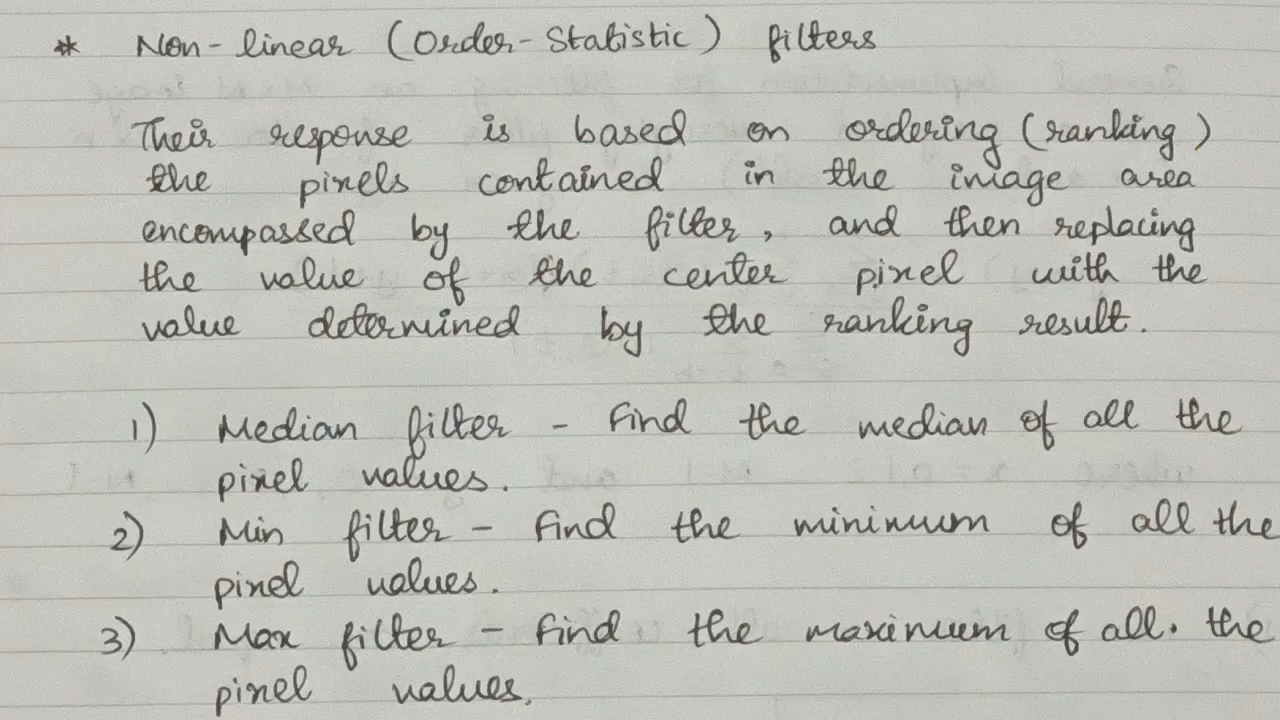 * Non-linear (Order-Statistic) filters
Their response is based on ordering (ranking)
the pixels contained in the image area
encompassed by the filter, and then replacing
the value of the center pixel with the
value determined by the ranking result.
1) Median filter - Find the median of all the
pixel values.
2) Min filter - Find the minimum of all the
pixel values.
3) Max filter - Find the maximum of all. the
pixel values.